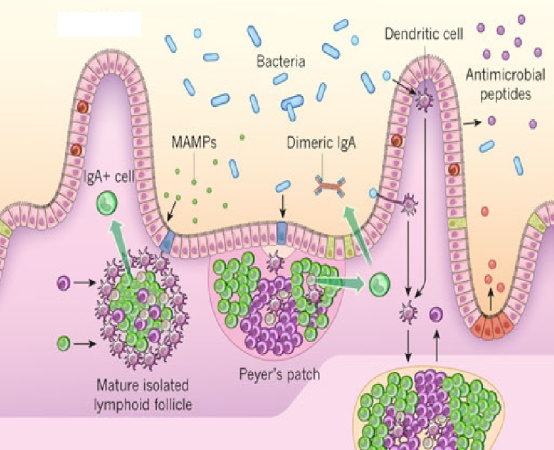 Dendritic cell
Bacteria
Antimicrobial
peptides
MAMPs
Dimeric IgA
IgA+ cell
Peyer's patch
Mature isolated
lymphoid follicle